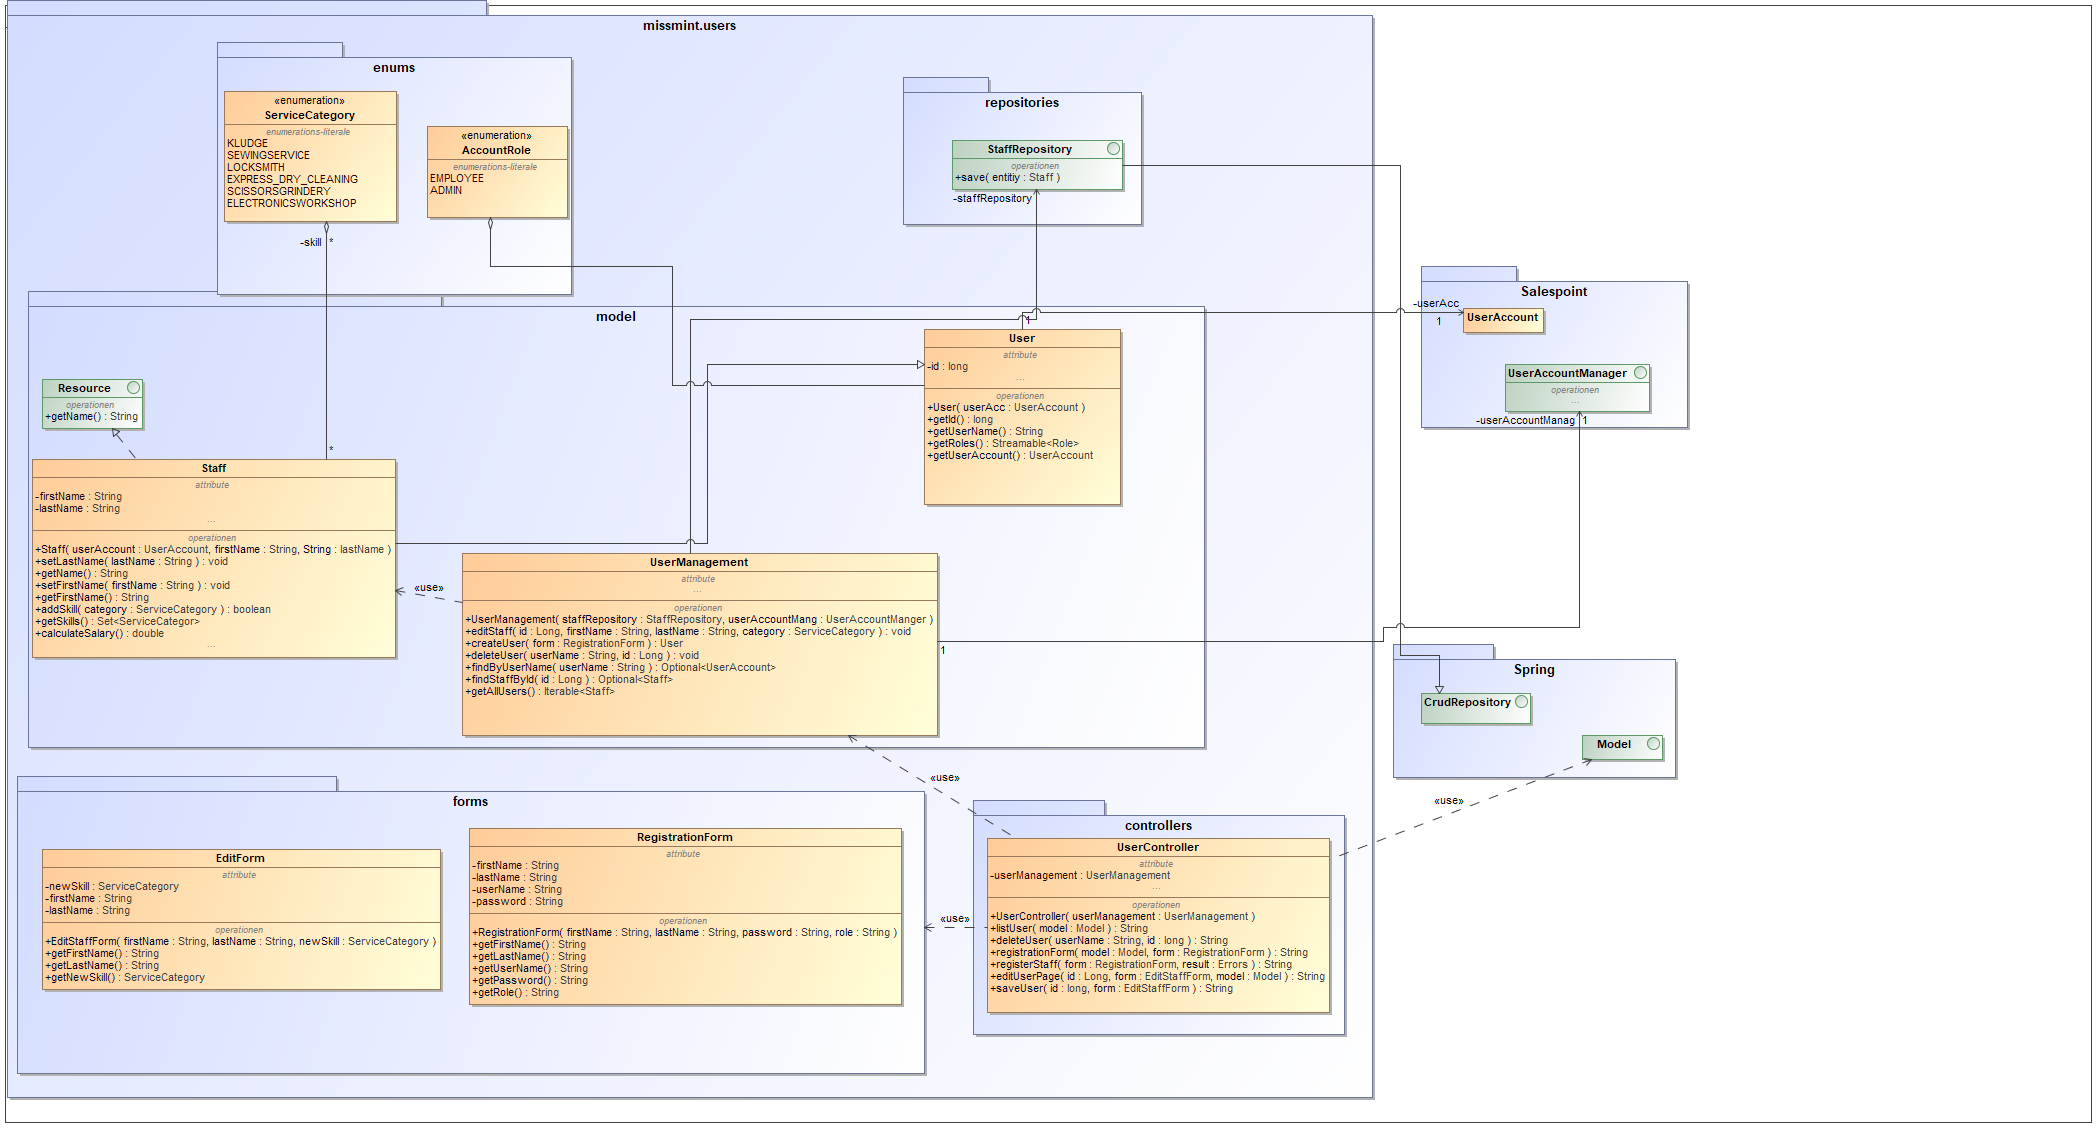 missmint.users
enums
«enumeration»
ServiceCategory
enumerations-literale
KLUDGE
SEWINGSERVICE
LOCKSMITH
EXPRESS_DRY_CLEANING
SCISSORSGRINDERY
ELECTRONICSWORKSHOP
«enumeration»
AccountRole
enumerations-literale
EMPLOYEE
ADMIN
-skill
*
*
repositories
StaffRepository
operationen
+save( entitiy : Staff )
-staffRepository
1
model
Resource
operationen
+getName() : String
Staff
attribute
-firstName : String
-lastName : String
...
operationen
+Staff( userAccount : UserAccount, firstName : String, String : lastName )
+setLastName( lastName : String ) : void
+getName() : String
+setFirstName( firstName : String ) : void
+getFirstName() : String
+addSkill( category : ServiceCategory ) : boolean
+getSkills() : Set<ServiceCategor>
+calculateSalary() : double
...
«use»
User
attribute
-id : long
...
operationen
+User( userAcc : UserAccount )
+getId() : long
+getUserName() : String
+getRoles() : Streamable<Role>
+getUserAccount() : UserAccount
UserManagement
attribute
...
operationen
+UserManagement( staffRepository : StaffRepository, userAccountMang : UserAccountManger )
+editStaff( id : Long, firstName : String, lastName : String, category : ServiceCategory ) : void
+createUser( form : RegistrationForm ) : User
+deleteUser( userName : String, id : Long ) : void
+findByUserName( userName : String ) : Optional<UserAccount>
+findStaffById( id : Long ) : Optional<Staff>
+getAllUsers() : Iterable<Staff>
1
Salespoint
-userAcc
1
UserAccount
UserAccountManager
operationen
...
-userAccountManag
1
Spring
CrudRepository
Model
«use»
«use»
forms
EditForm
attribute
-newSkill : ServiceCategory
-firstName : String
-lastName : String
operationen
+EditStaffForm( firstName : String, lastName : String, newSkill : ServiceCategory )
+getFirstName() : String
+getLastName() : String
+getNewSkill() : ServiceCategory
RegistrationForm
attribute
-firstName : String
-lastName : String
-userName : String
-password : String
operationen
+RegistrationForm( firstName : String, lastName : String, password : String, role : String )
+getFirstName() : String
+getLastName() : String
+getUserName() : String
+getPassword() : String
+getRole() : String
«use»
controllers
UserController
attribute
-userManagement : UserManagement
...
operationen
+UserController( userManagement : UserManagement )
+listUser( model : Model ) : String
+deleteUser( userName : String, id : long ) : String
+registrationForm( model : Model, form : RegistrationForm ) : String
+registerStaff( form : RegistrationForm, result : Errors ) : String
+editUserPage( id : Long, form : EditStaffForm, model : Model ) : String
+saveUser( id : long, form : EditStaffForm ) : String